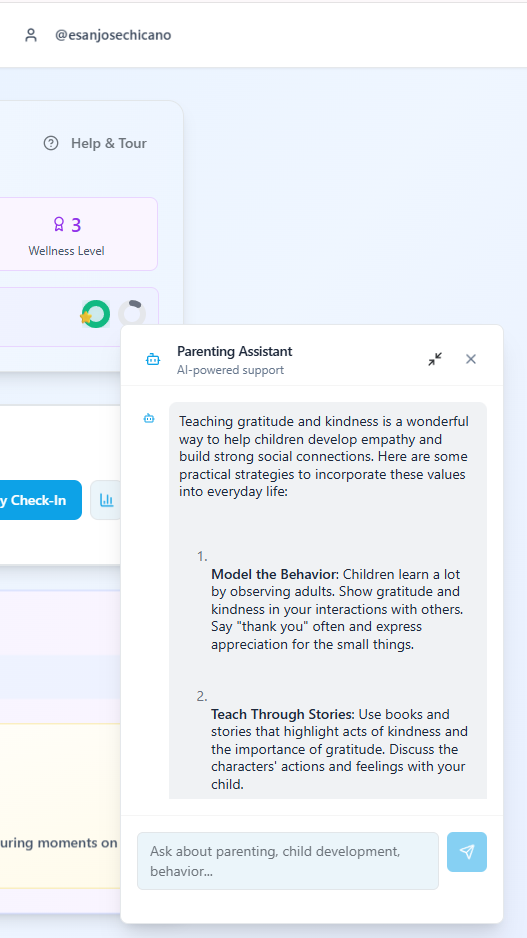 @esanjosechicano
Help & Tour
3
Wellness Level
y Check-In
uring moments on
Parenting Assistant
AI-powered support
Teaching gratitude and kindness is a wonderful
way to help children develop empathy and
build strong social connections. Here are some
practical strategies to incorporate these values
into everyday life:
1.
Model the Behavior: Children learn a lot
by observing adults. Show gratitude and
kindness in your interactions with others.
Say "thank you" often and express
appreciation for the small things.
2.
Teach Through Stories: Use books and
stories that highlight acts of kindness and
the importance of gratitude. Discuss the
characters' actions and feelings with your
child.
Ask about parenting, child development,
behavior...